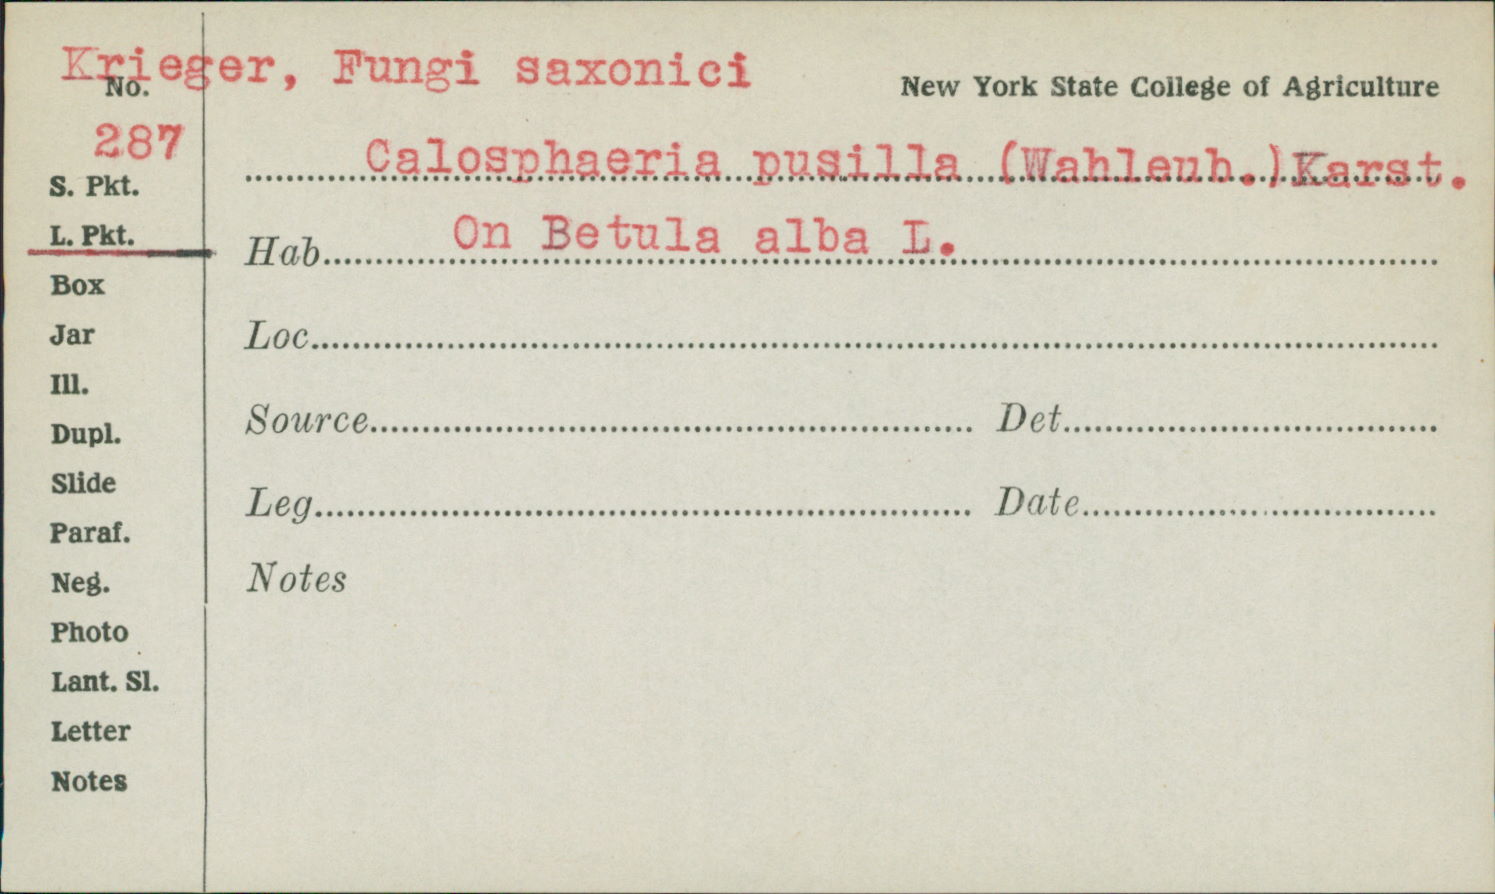 Krieger, Fungi saxonici
No.
New York State College of Agriculture
287
Calosphaeria pusilla (Wahleuh.) Karst.
S. Pkt.
L. Pkt.
Hab. On Betula alba L.
Box
Jar
Loc.
Ill.
Dupl.
Source Det.
Slide
Leg. Date
Paraf.
Neg.
Notes
Photo
Lant. Sl.
Letter
Notes